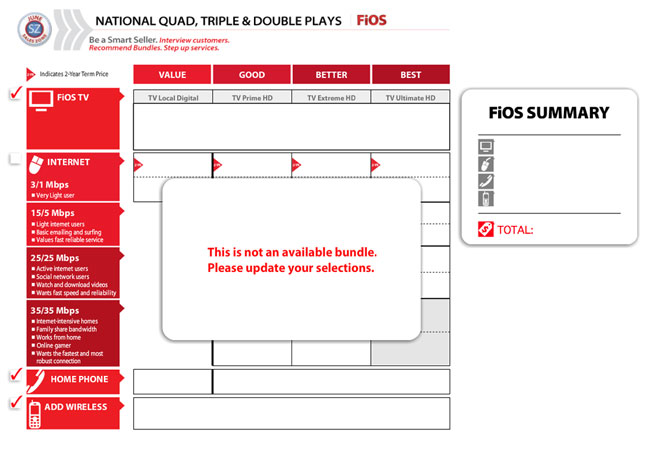 JUNE
SZ
SALES ZONE
NATIONAL QUAD, TRIPLE & DOUBLE PLAYS FiOS
Be a Smart Seller. Interview customers.
Recommend Bundles. Step up services.
Indicates 2-Year Term Price
VALUE GOOD BETTER BEST
FiOS TV
TV Local Digital TV Prime HD TV Extreme HD TV Ultimate HD
INTERNET
3/1 Mbps
■ Very Light user
15/5 Mbps
■ Light internet users
■ Basic emailing and surfing
■ Values fast reliable service
25/25 Mbps
■ Active internet users
■ Social network users
■ Watch and download videos
■ Wants fast speed and reliability
35/35 Mbps
■ Internet-intensive homes
■ Family share bandwidth
■ Works from home
■ Online gamer
■ Wants the fastest and most
robust connection
HOME PHONE
ADD WIRELESS
This is not an available bundle.
Please update your selections.
FiOS SUMMARY
TOTAL: